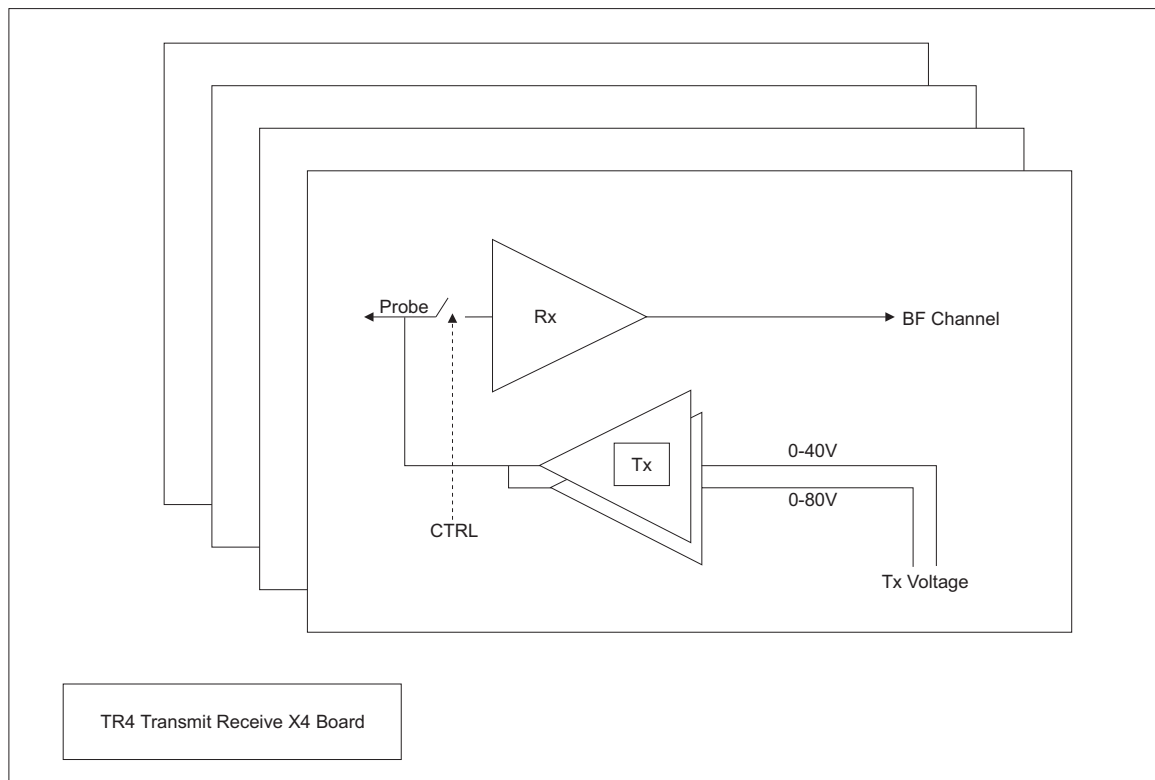 Probe
Rx
BF Channel
Tx
0-40V
0-80V
CTRL
Tx Voltage
TR4 Transmit Receive X4 Board